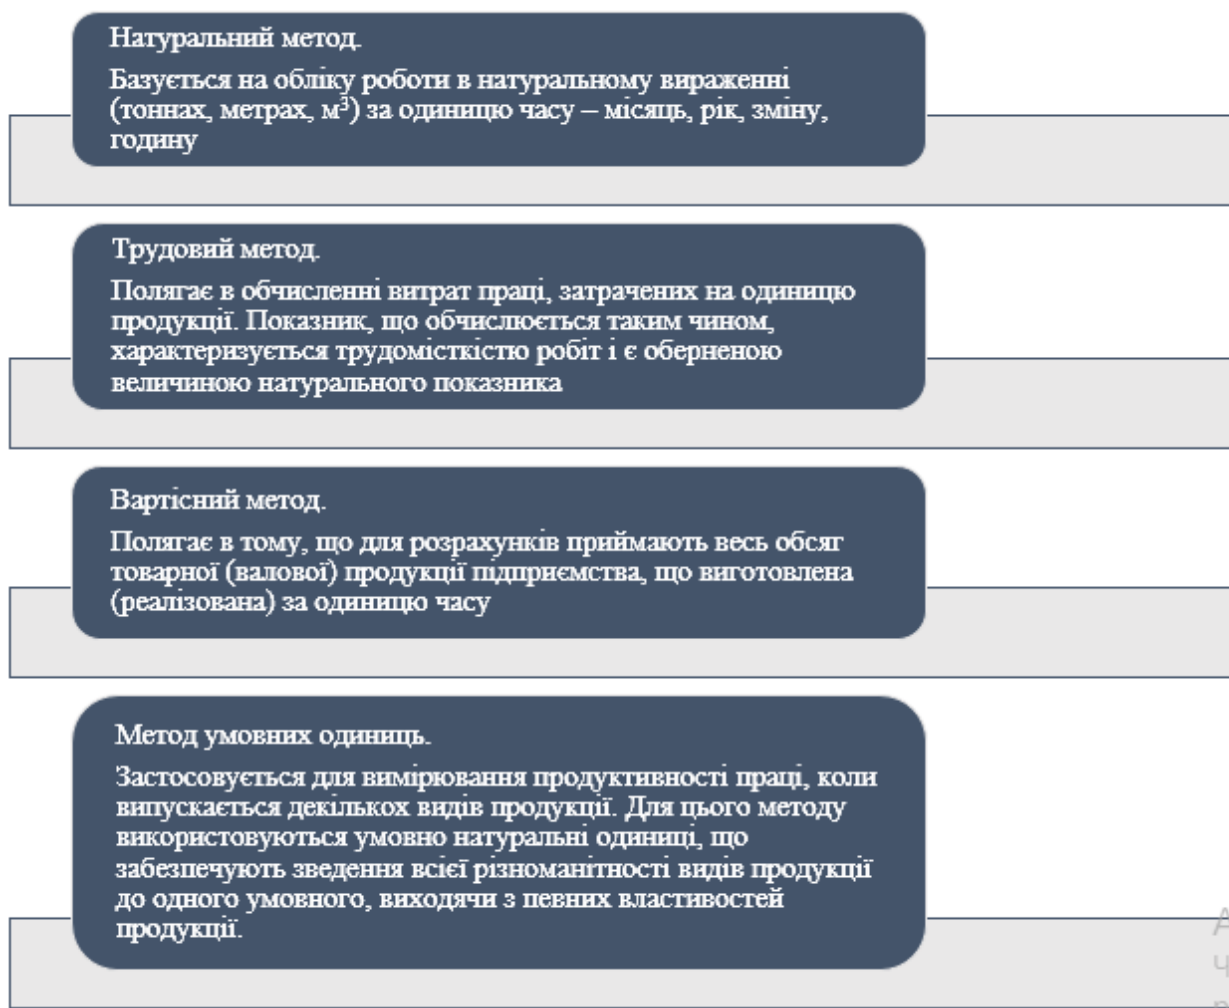 Натуральний метод.
Базується на обліку роботи в натуральному вираженні
(тоннах, метрах, м³) за одиницю часу – місяць, рік, зміну,
годину
Трудовий метод.
Полягає в обчисленні витрат праці, затрачених на одиницю
продукції. Показник, що обчислюється таким чином,
характеризується трудомісткістю робіт і є оберненою
величиною натурального показника
Вартісний метод.
Полягає в тому, що для розрахунків приймають весь обсяг
товарної (валової) продукції підприємства, що виготовлена
(реалізована) за одиницю часу
Метод умовних одиниць.
Застосовується для вимірювання продуктивності праці, коли
випускається декількох видів продукції. Для цього методу
використовуються умовно натуральні одиниці, що
забезпечують зведення всієї різноманітності видів продукції
до одного умовного, виходячи з певних властивостей
продукції.